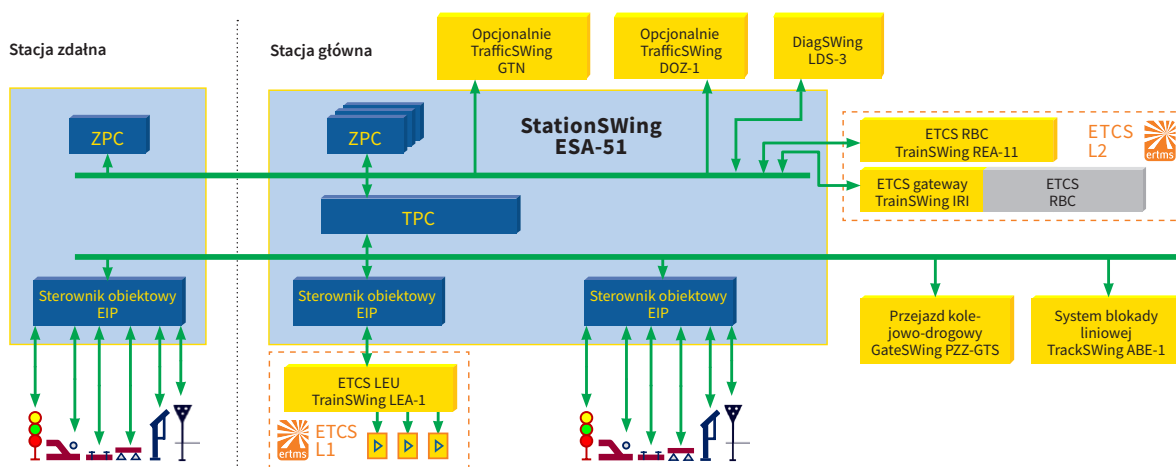 Stacja zdalna
Stacja główna
Opcjonalnie
TrafficSWing
GTN
Opcjonalnie
TrafficSWing
DOZ-1
DiagSWing
LDS-3
ZPC
ZPC
StationSWing
ESA-51
ETCS RBC
TrainSWing REA-11
ETCS
L2
ertms
ETCS gateway
TrainSWing IRI
ETCS
RBC
TPC
Sterownik obiektowy
EIP
Sterownik obiektowy
EIP
Sterownik obiektowy
EIP
Przejazd kole-
jowo-drogowy
GateSWing PZZ-GTS
System blokady
liniowej
TrackSWing ABE-1
ETCS LEU
TrainSWing LEA-1
ertms
ETCS
L1